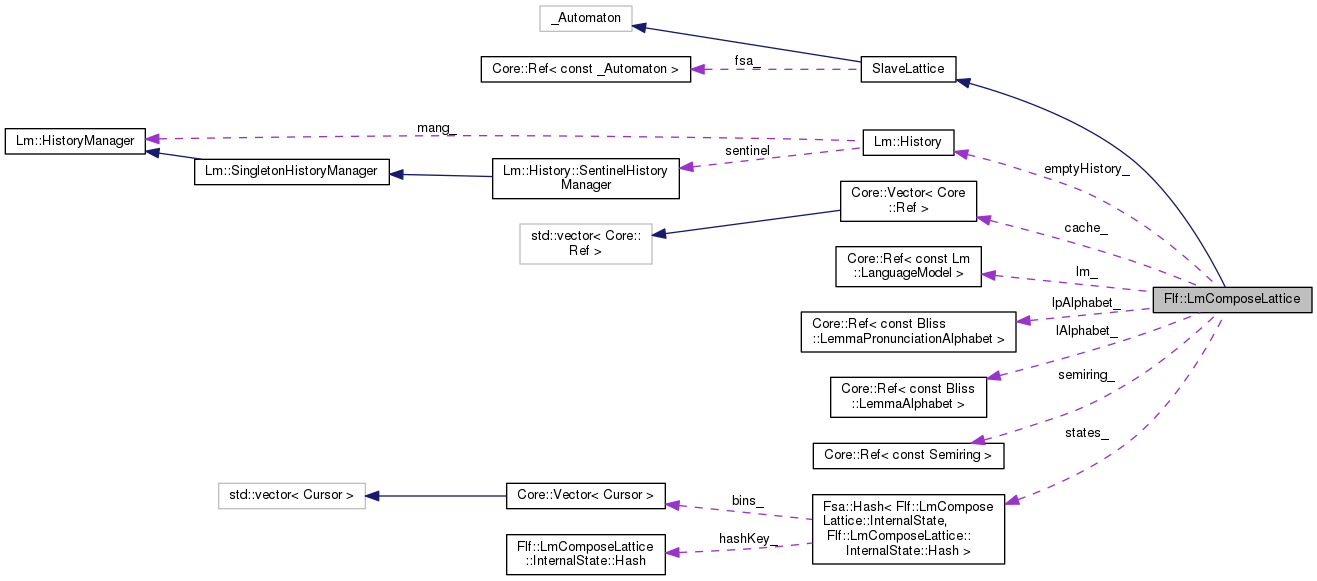 _Automaton
Core::Ref< const _Automaton >
fsa_
SlaveLattice
Lm::HistoryManager
mang_
Lm::History
Lm::SingletonHistoryManager
Lm::History::SentinelHistory
Manager
sentinel
emptyHistory_
Core::Vector< Core
::Ref >
cache_
std::vector< Core::
Ref >
Core::Ref< const Lm
::LanguageModel >
lm_
Flf::LmComposeLattice
Core::Ref< const Bliss
::LemmaPronunciationAlphabet >
lpAlphabet_
lAlphabet_
Core::Ref< const Bliss
::LemmaAlphabet >
semiring_
Core::Ref< const Semiring >
states_
std::vector< Cursor >
Core::Vector< Cursor >
bins_
Fsa::Hash< Flf::LmCompose
Lattice::InternalState,
Flf::LmComposeLattice::
InternalState::Hash >
Flf::LmComposeLattice
::InternalState::Hash
hashKey_